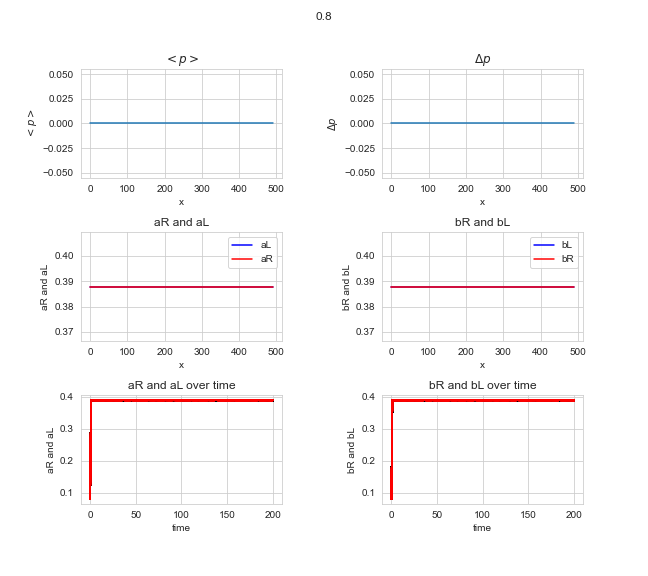 0.8
< p >
Δp
0.050
0.025
0.000
−0.025
−0.050
< p >
0
100
200
300
400
500
x
0.050
0.025
0.000
−0.025
−0.050
Δp
0
100
200
300
400
500
x
aR and aL
bR and bL
0.40
0.39
0.38
0.37
aR and aL
aL
aR
0
100
200
300
400
500
x
0.40
0.39
0.38
0.37
bR and bL
bL
bR
0
100
200
300
400
500
x
aR and aL over time
bR and bL over time
0.4
0.3
0.2
0.1
aR and aL
0
50
100
150
200
time
0.4
0.3
0.2
0.1
bR and bL
0
50
100
150
200
time